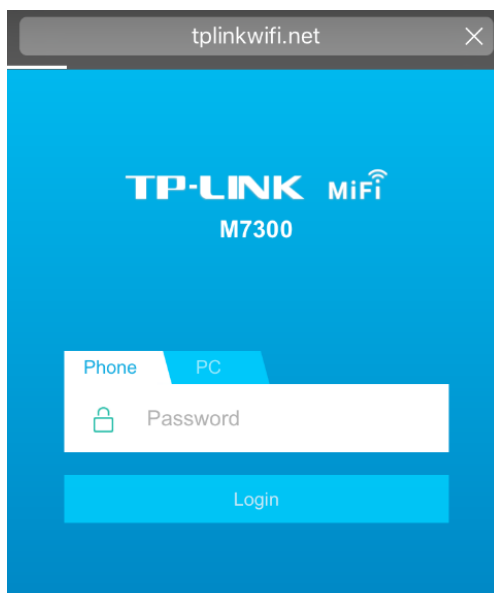 tplinkwifi.net
TP-LINK MiFi
M7300
Phone PC
Password
Login